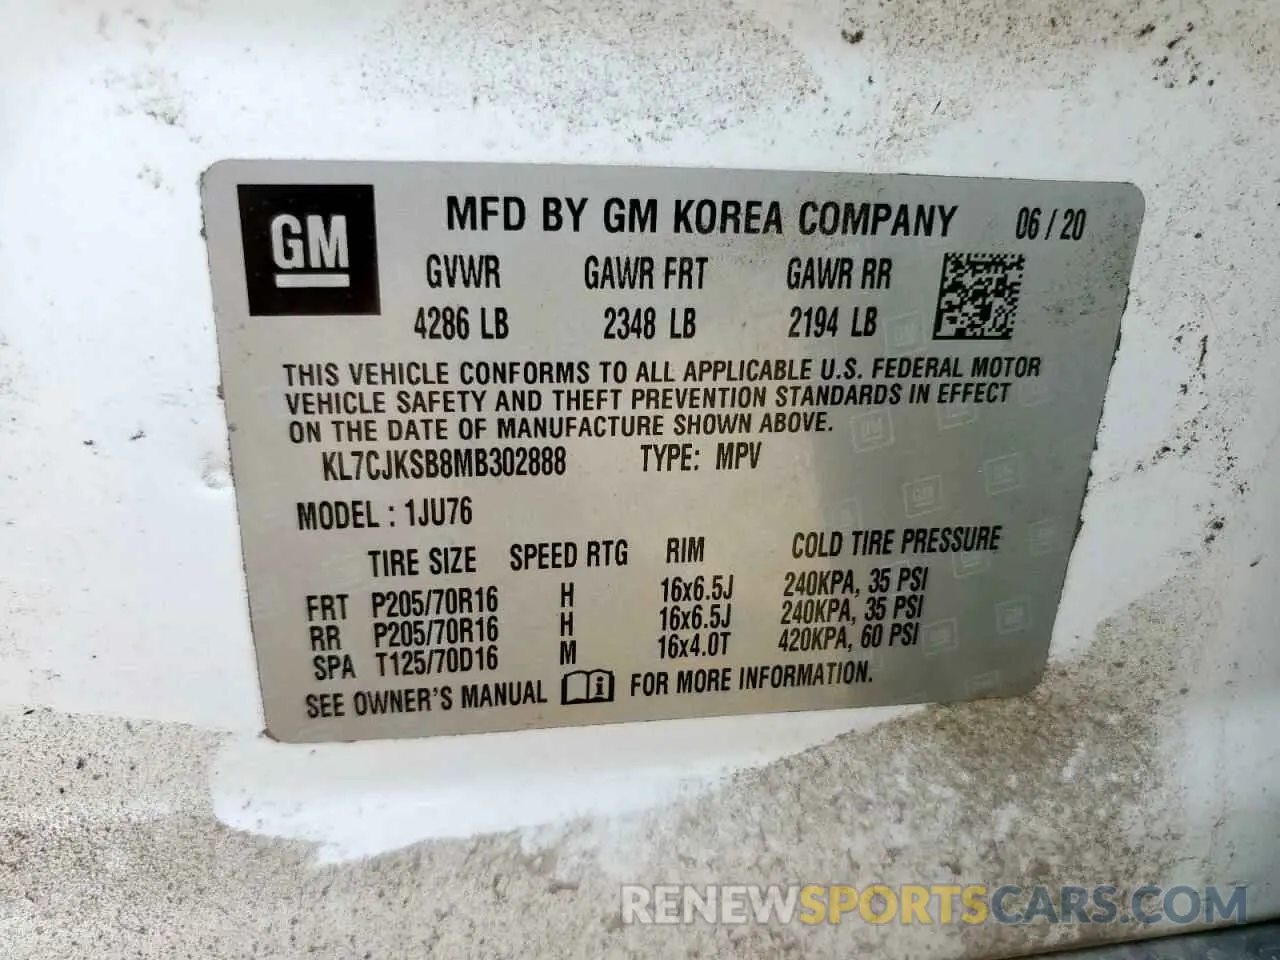 GM
MFD BY GM KOREA COMPANY 06/20
GVWR GAWR FRT GAWR RR
4286 LB 2348 LB 2194 LB
THIS VEHICLE CONFORMS TO ALL APPLICABLE U.S. FEDERAL MOTOR
VEHICLE SAFETY AND THEFT PREVENTION STANDARDS IN EFFECT
ON THE DATE OF MANUFACTURE SHOWN ABOVE.
KL7CJKSB8MB302888 TYPE: MPV
MODEL : 1JU76
TIRE SIZE SPEED RTG RIM COLD TIRE PRESSURE
FRT P205/70R16 H 16x6.5J 240KPA, 35 PSI
RR P205/70R16 H 16x6.5J 240KPA, 35 PSI
SPA T125/70D16 M 16x4.0T 420KPA, 60 PSI
SEE OWNER'S MANUAL i FOR MORE INFORMATION.
RENEWSPORTSCARS.COM